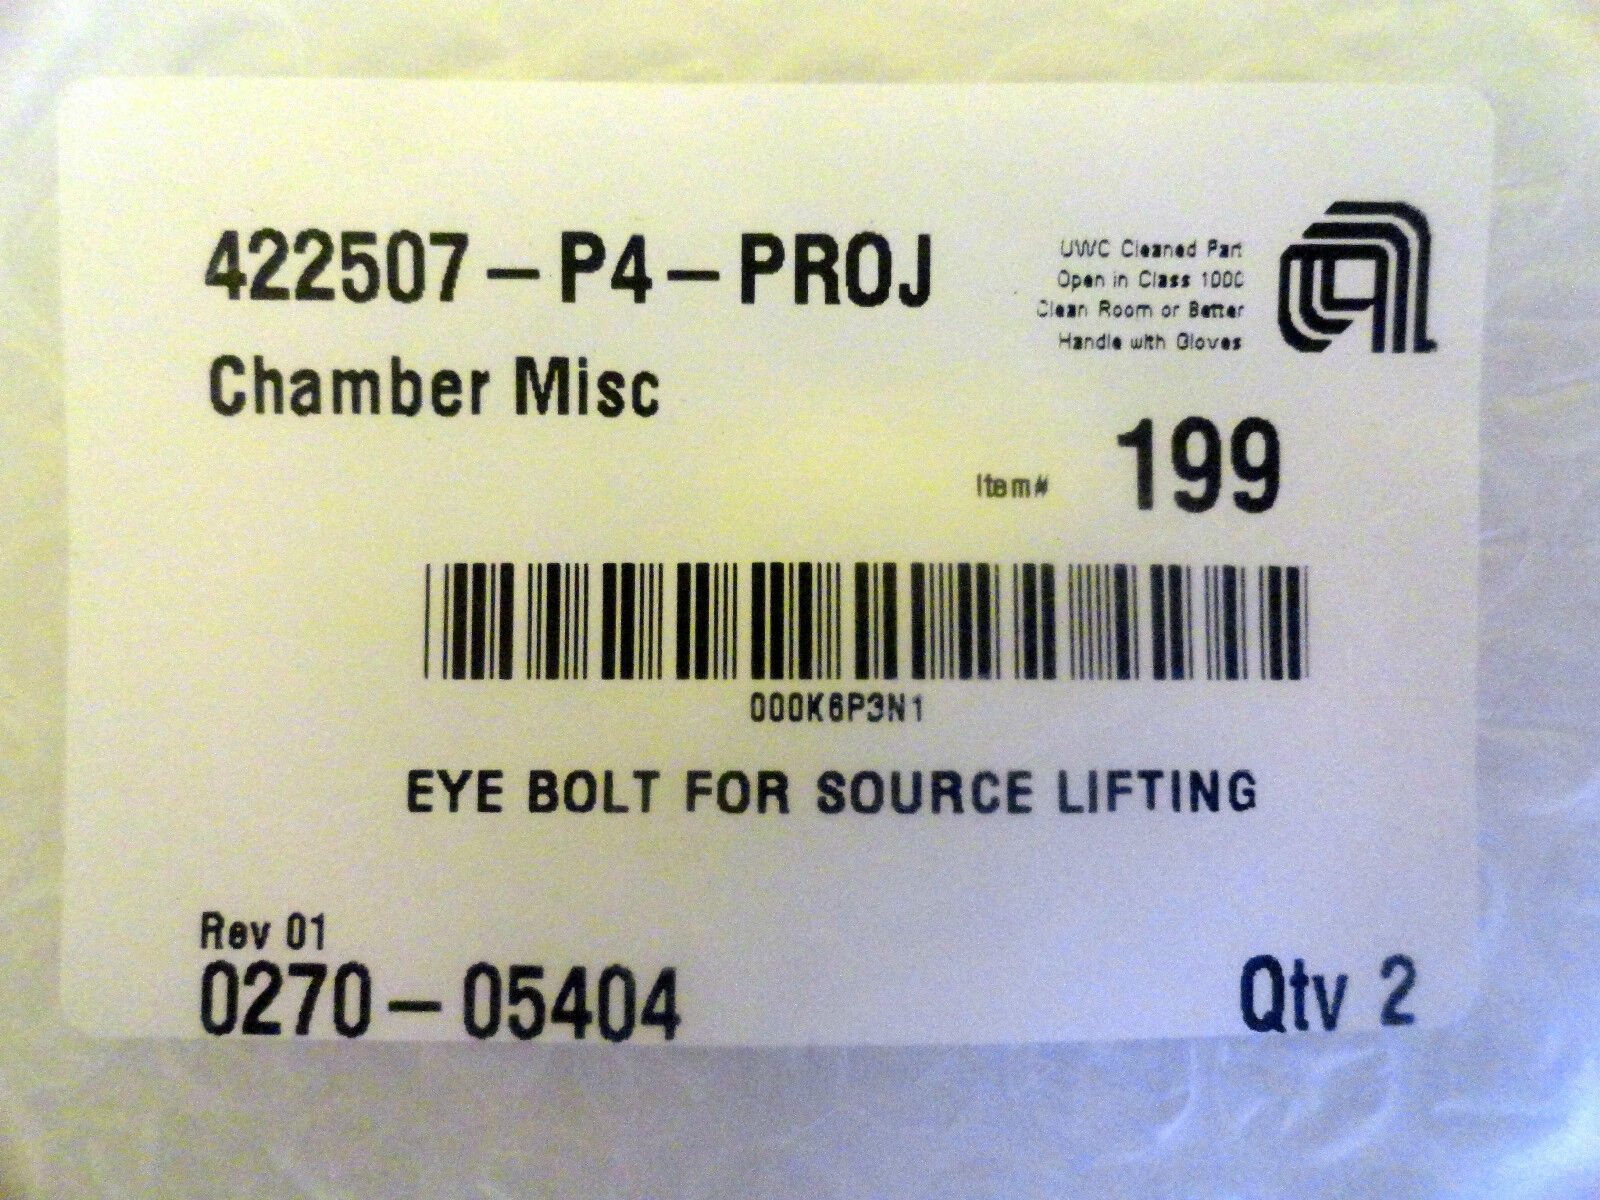 422507-P4-PROJ
UWC Cleaned Part
Open in Class 1000
Clean Room or Better
Handle with Gloves
Chamber Misc
Item# 199
000K6P3N1
EYE BOLT FOR SOURCE LIFTING
Rev 01
0270-05404
Qty 2